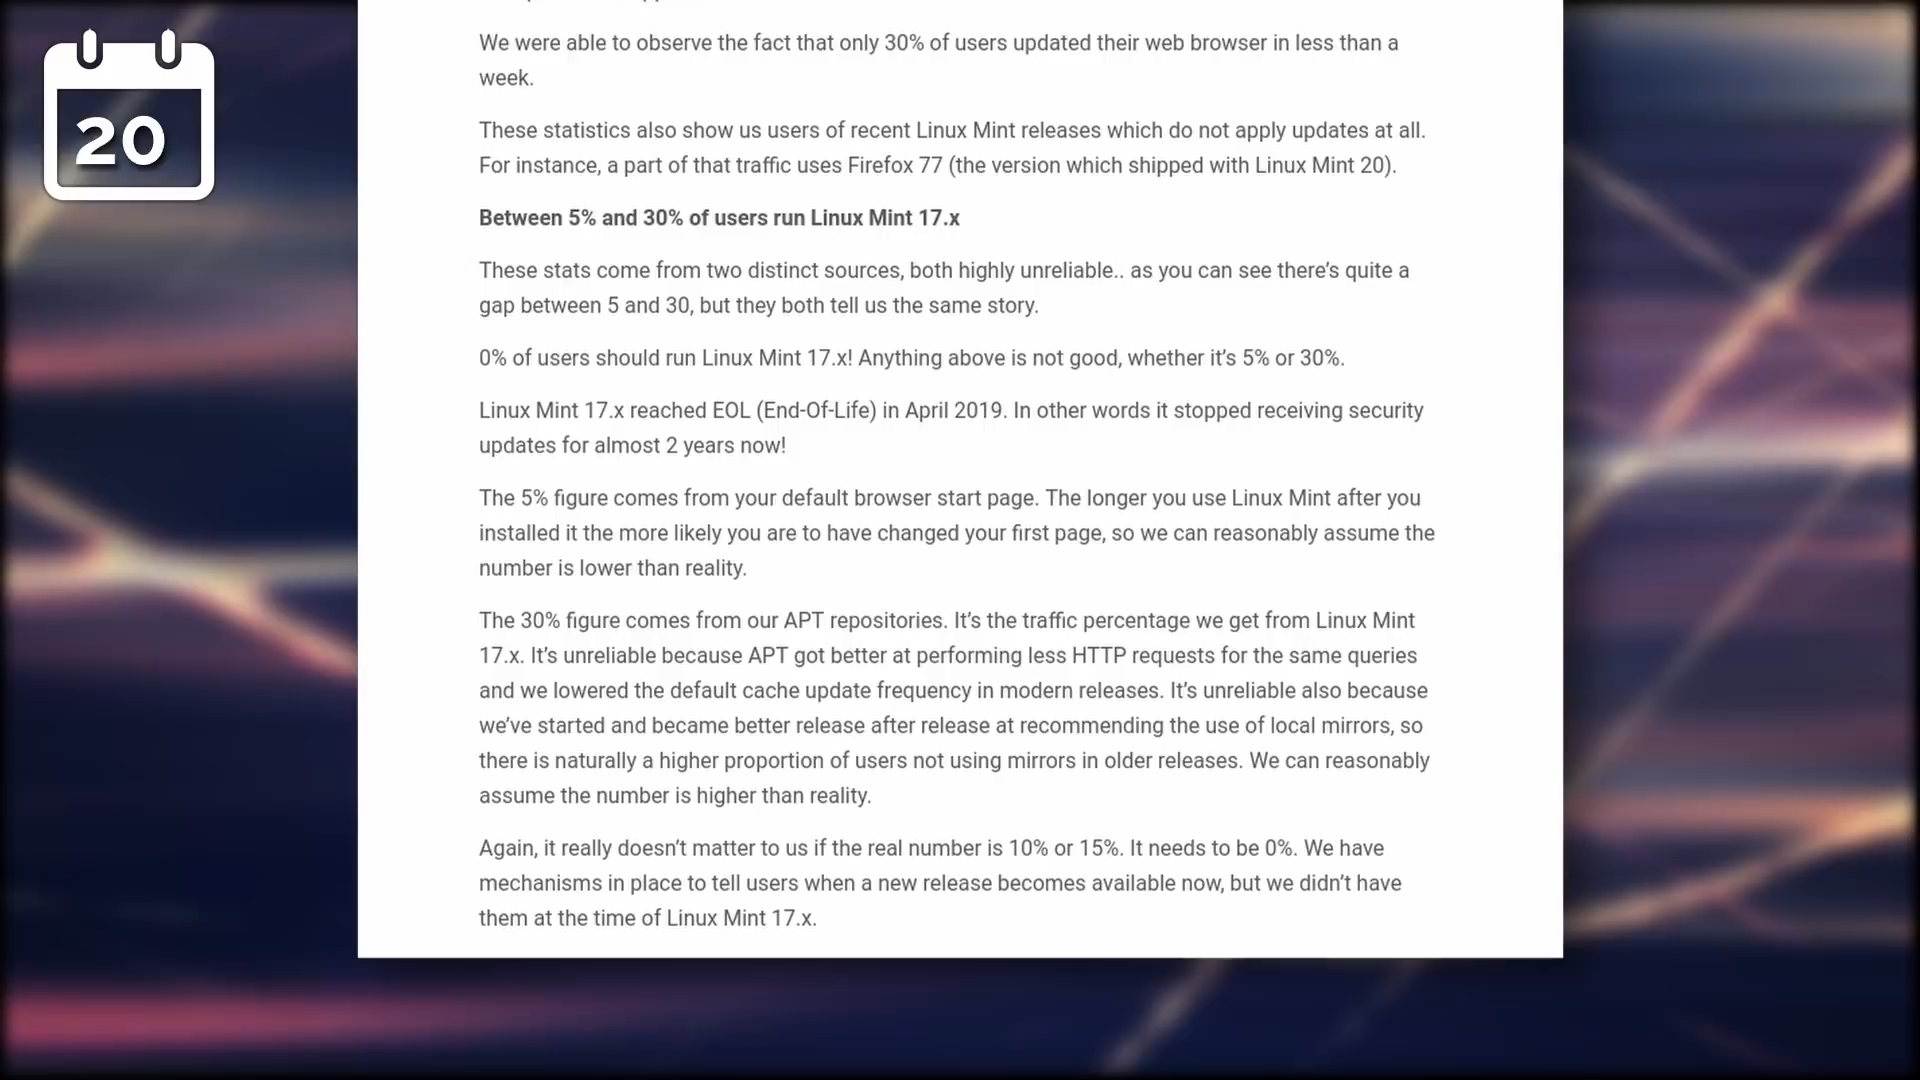 20
We were able to observe the fact that only 30% of users updated their web browser in less than a
week.
These statistics also show us users of recent Linux Mint releases which do not apply updates at all.
For instance, a part of that traffic uses Firefox 77 (the version which shipped with Linux Mint 20).
Between 5% and 30% of users run Linux Mint 17.x
These stats come from two distinct sources, both highly unreliable.. as you can see there’s quite a
gap between 5 and 30, but they both tell us the same story.
0% of users should run Linux Mint 17.x! Anything above is not good, whether it’s 5% or 30%.
Linux Mint 17.x reached EOL (End-Of-Life) in April 2019. In other words it stopped receiving security
updates for almost 2 years now!
The 5% figure comes from your default browser start page. The longer you use Linux Mint after you
installed it the more likely you are to have changed your first page, so we can reasonably assume the
number is lower than reality.
The 30% figure comes from our APT repositories. It’s the traffic percentage we get from Linux Mint
17.x. It’s unreliable because APT got better at performing less HTTP requests for the same queries
and we lowered the default cache update frequency in modern releases. It’s unreliable also because
we’ve started and became better release after release at recommending the use of local mirrors, so
there is naturally a higher proportion of users not using mirrors in older releases. We can reasonably
assume the number is higher than reality.
Again, it really doesn’t matter to us if the real number is 10% or 15%. It needs to be 0%. We have
mechanisms in place to tell users when a new release becomes available now, but we didn’t have
them at the time of Linux Mint 17.x.